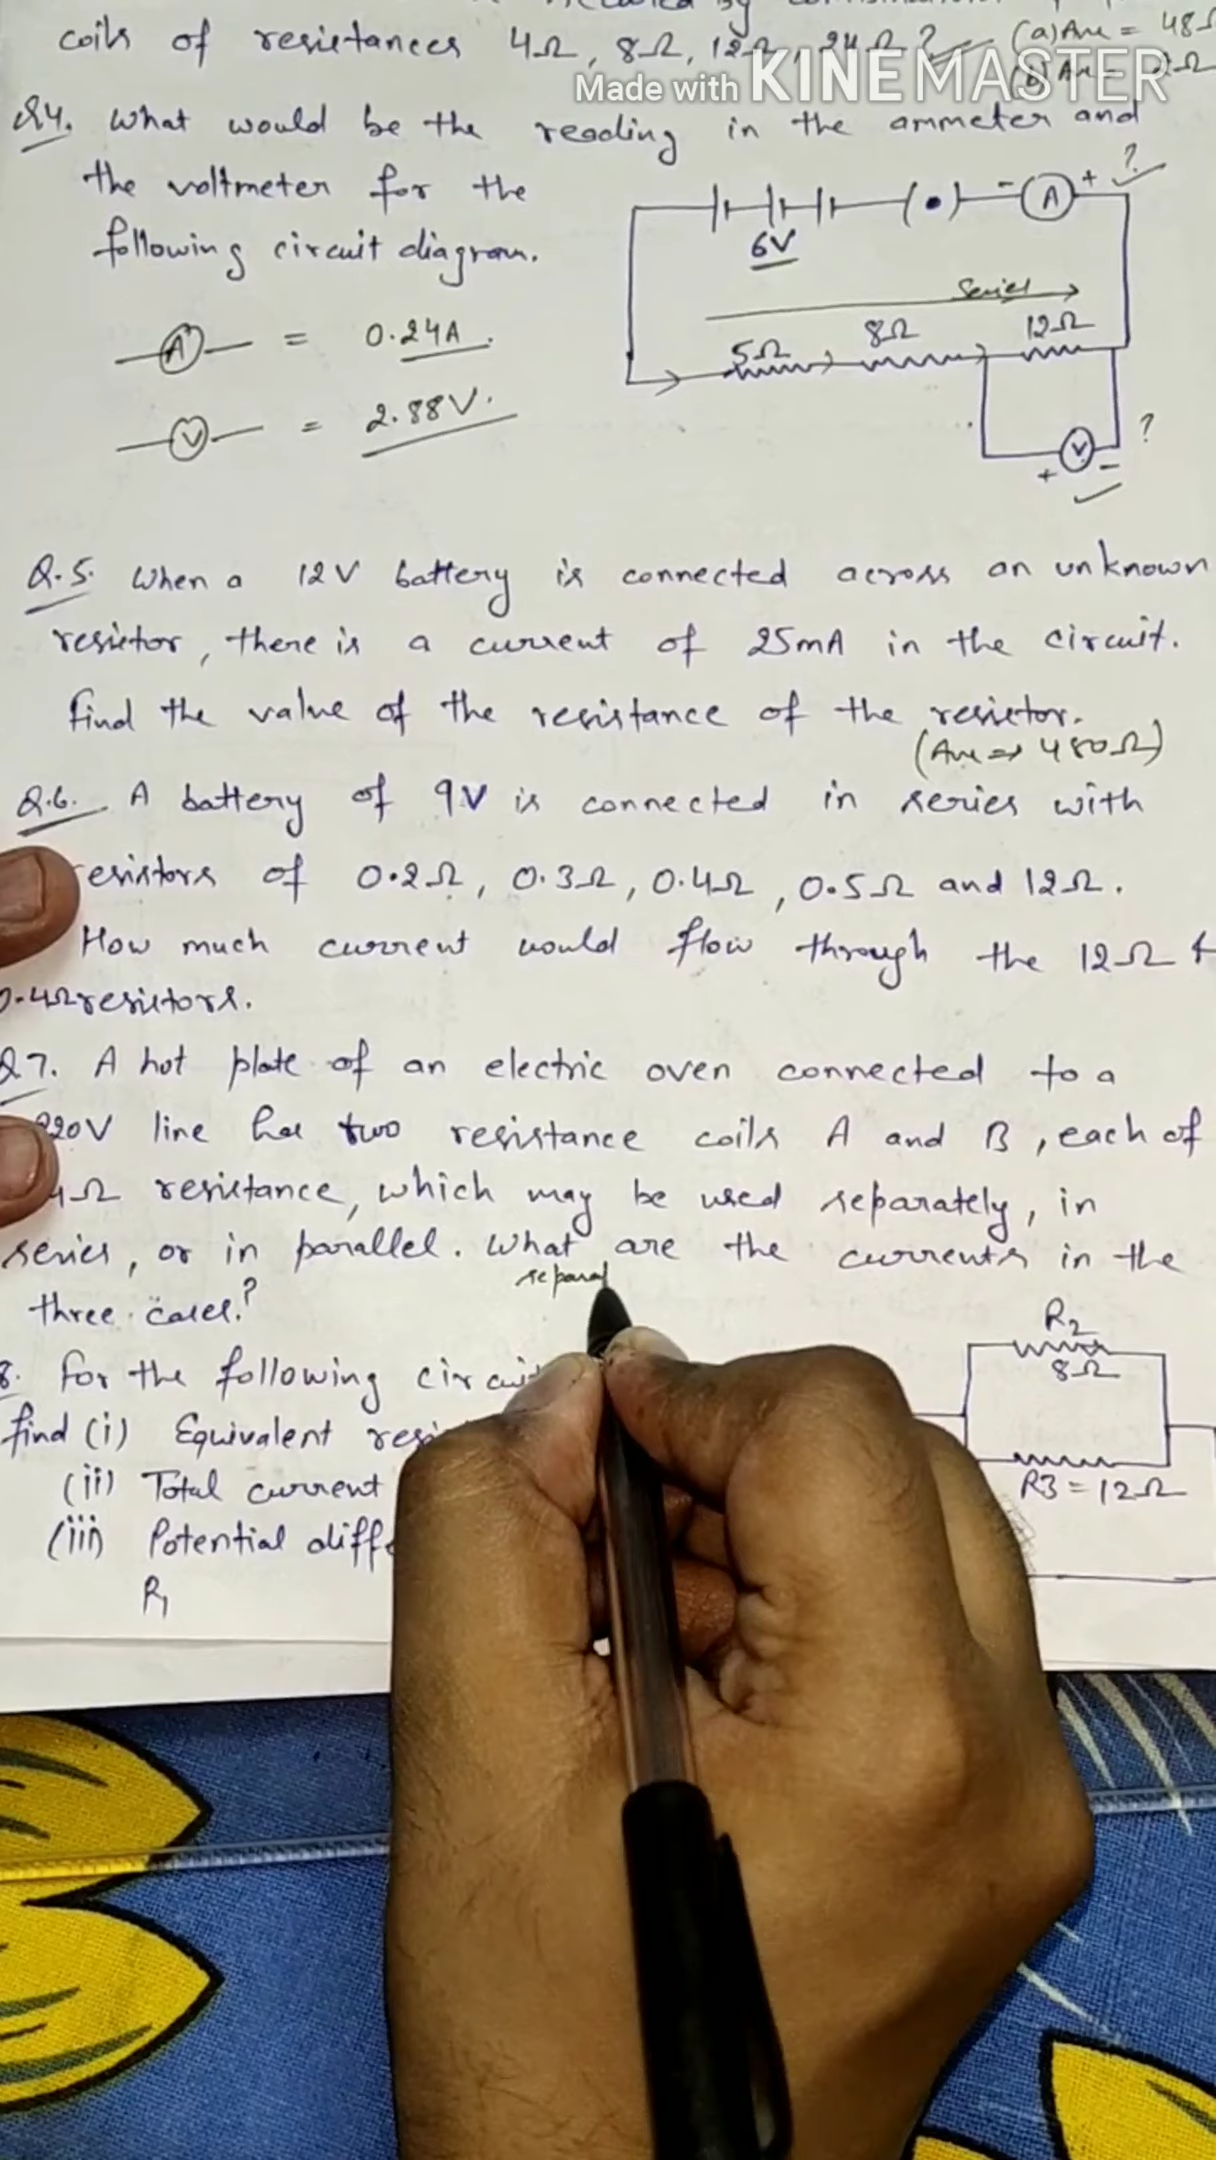 coils of resistances 4Ω, 8Ω, 12Ω, 24Ω? (a) Ans = 48Ω
Made with KINEMASTER
Q4. What would be the reading in the ammeter and
the voltmeter for the
following circuit diagram.
A = 0.24A.
V = 2.88V.
- A + ?
6V
Series
5Ω 8Ω 12Ω
+ V - ?
Q.5. When a 12V battery is connected across an unknown
resistor, there is a current of 25mA in the circuit.
Find the value of the resistance of the resistor.
(Ans ⇒ 480Ω)
Q.6. A battery of 9V is connected in series with
resistors of 0.2Ω, 0.3Ω, 0.4Ω, 0.5Ω and 12Ω.
How much current would flow through the 12Ω &
0.4Ω resistors.
Q7. A hot plate of an electric oven connected to a
220V line has two resistance coils A and B, each of
Ω resistance, which may be used separately, in
series, or in parallel. What are the currents in the
separat
three cases.?
8. For the following circuit
find (i) Equivalent
(ii) Total current
(iii) Potential
R1
R2
8Ω
R3 = 12Ω